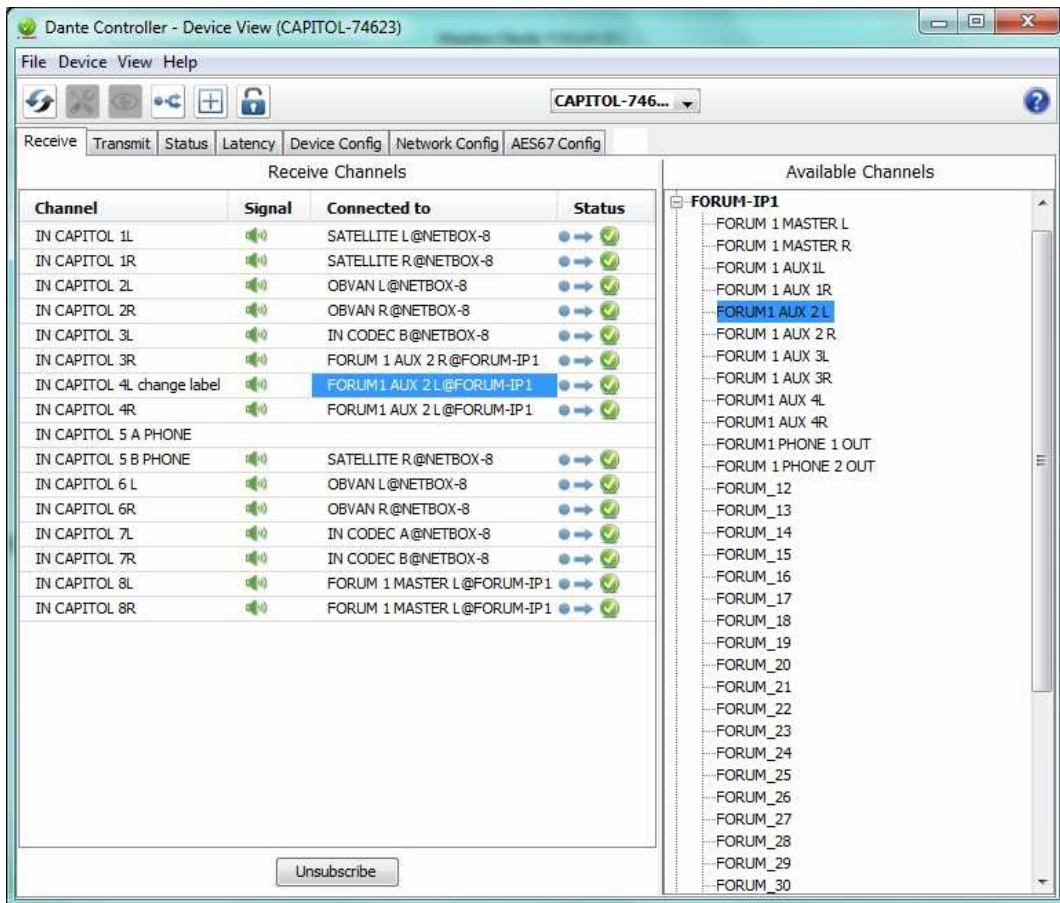 Dante Controller - Device View (CAPITOL-74623)
File Device View Help
CAPITOL-746...
Receive Transmit Status Latency Device Config Network Config AES67 Config
Receive Channels
Channel Signal Connected to Status
IN CAPITOL 1L SATELLITE L@NETBOX-8
IN CAPITOL 1R SATELLITE R@NETBOX-8
IN CAPITOL 2L OBVAN L@NETBOX-8
IN CAPITOL 2R OBVAN R@NETBOX-8
IN CAPITOL 3L IN CODEC B@NETBOX-8
IN CAPITOL 3R FORUM 1 AUX 2 R@FORUM-IP1
IN CAPITOL 4L change label FORUM1 AUX 2 L@FORUM-IP1
IN CAPITOL 4R FORUM1 AUX 2 L@FORUM-IP1
IN CAPITOL 5 A PHONE
IN CAPITOL 5 B PHONE SATELLITE R@NETBOX-8
IN CAPITOL 6 L OBVAN L@NETBOX-8
IN CAPITOL 6R OBVAN R@NETBOX-8
IN CAPITOL 7L IN CODEC A@NETBOX-8
IN CAPITOL 7R IN CODEC B@NETBOX-8
IN CAPITOL 8L FORUM 1 MASTER L@FORUM-IP1
IN CAPITOL 8R FORUM 1 MASTER L@FORUM-IP1
Unsubscribe
Available Channels
FORUM-IP1
FORUM 1 MASTER L
FORUM 1 MASTER R
FORUM 1 AUX 1L
FORUM 1 AUX 1R
FORUM1 AUX 2 L
FORUM 1 AUX 2 R
FORUM 1 AUX 3L
FORUM 1 AUX 3R
FORUM1 AUX 4L
FORUM1 AUX 4R
FORUM1 PHONE 1 OUT
FORUM 1 PHONE 2 OUT
FORUM_12
FORUM_13
FORUM_14
FORUM_15
FORUM_16
FORUM_17
FORUM_18
FORUM_19
FORUM_20
FORUM_21
FORUM_22
FORUM_23
FORUM_24
FORUM_25
FORUM_26
FORUM_27
FORUM_28
FORUM_29
FORUM_30